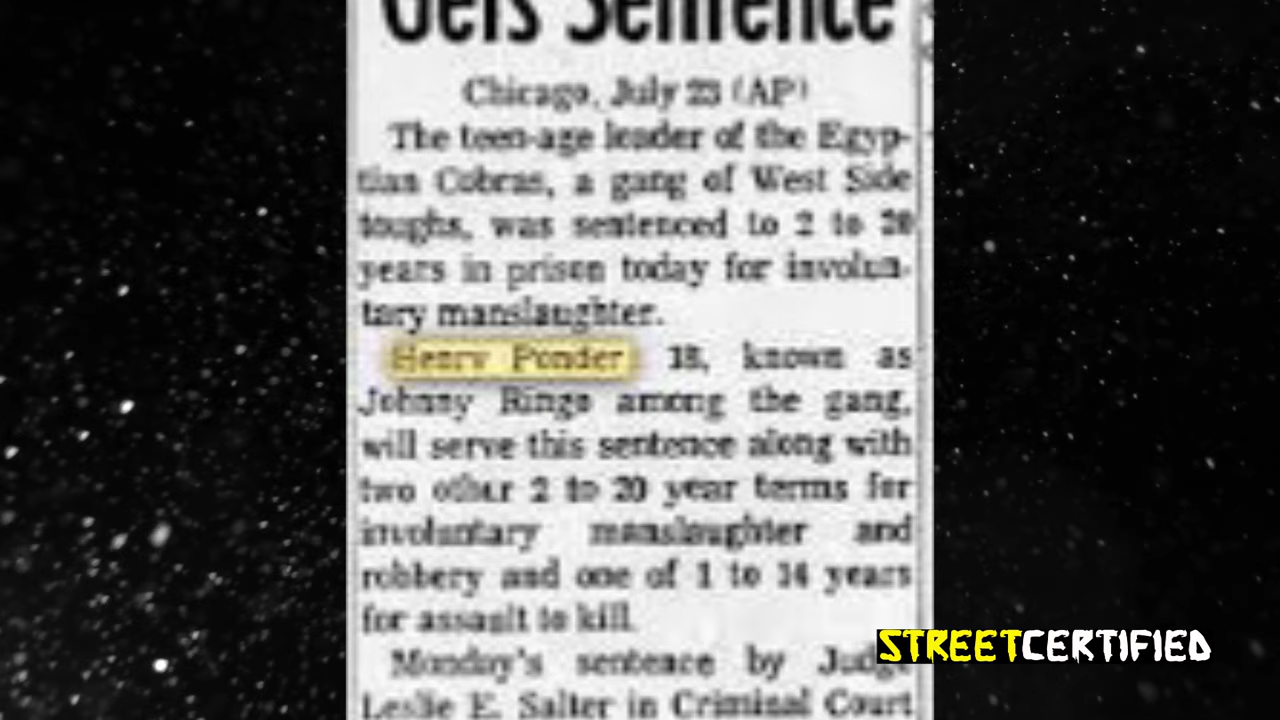 Gets Sentence
Chicago, July 23 (AP)
The teen-age leader of the Egyp-
tian Cobras, a gang of West Side
toughs, was sentenced to 2 to 20
years in prison today for involun-
tary manslaughter.
Henry Ponder 18, known as
Johnny Ringo among the gang,
will serve this sentence along with
two other 2 to 20 year terms for
involuntary manslaughter and
robbery and one of 1 to 14 years
for assault to kill.
Monday's sentence by Judge
Leslie E. Salter in Criminal Court
STREETCERTIFIED